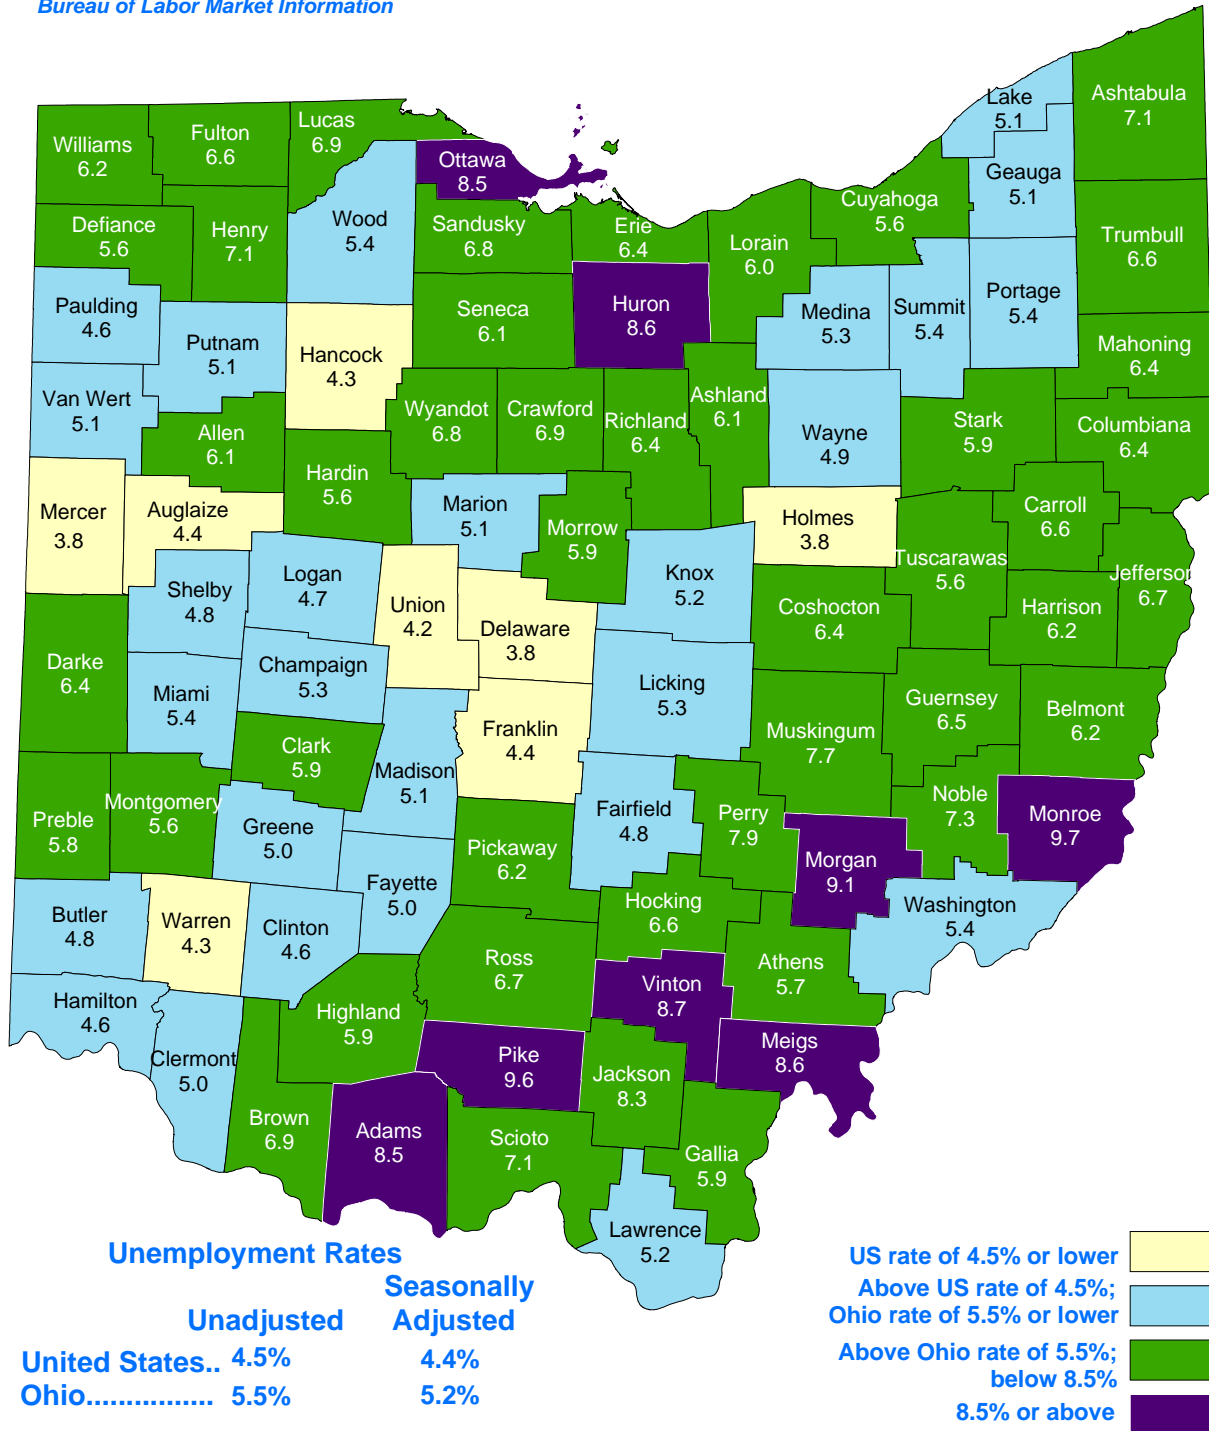 Bureau of Labor Market Information
Lake
5.1
Ashtabula
7.1
Williams
6.2
Fulton
6.6
Lucas
6.9
Ottawa
8.5
Geauga
5.1
Cuyahoga
5.6
Defiance
5.6
Henry
7.1
Wood
5.4
Sandusky
6.8
Erie
6.4
Lorain
6.0
Trumbull
6.6
Paulding
4.6
Putnam
5.1
Hancock
4.3
Seneca
6.1
Huron
8.6
Medina
5.3
Summit
5.4
Portage
5.4
Mahoning
6.4
Van Wert
5.1
Allen
6.1
Wyandot
6.8
Crawford
6.9
Richland
6.4
Ashland
6.1
Wayne
4.9
Stark
5.9
Columbiana
6.4
Hardin
5.6
Mercer
3.8
Auglaize
4.4
Marion
5.1
Morrow
5.9
Holmes
3.8
Carroll
6.6
Tuscarawas
5.6
Jefferson
6.7
Shelby
4.8
Logan
4.7
Union
4.2
Delaware
3.8
Knox
5.2
Coshocton
6.4
Harrison
6.2
Darke
6.4
Miami
5.4
Champaign
5.3
Licking
5.3
Guernsey
6.5
Belmont
6.2
Clark
5.9
Madison
5.1
Franklin
4.4
Muskingum
7.7
Preble
5.8
Montgomery
5.6
Greene
5.0
Fairfield
4.8
Perry
7.9
Noble
7.3
Monroe
9.7
Pickaway
6.2
Morgan
9.1
Fayette
5.0
Butler
4.8
Warren
4.3
Clinton
4.6
Hocking
6.6
Washington
5.4
Ross
6.7
Athens
5.7
Vinton
8.7
Hamilton
4.6
Highland
5.9
Clermont
5.0
Pike
9.6
Meigs
8.6
Jackson
8.3
Brown
6.9
Adams
8.5
Scioto
7.1
Gallia
5.9
Lawrence
5.2
Unemployment Rates
Seasonally
Unadjusted Adjusted
United States.. 4.5% 4.4%
Ohio............... 5.5% 5.2%
US rate of 4.5% or lower
Above US rate of 4.5%;
Ohio rate of 5.5% or lower
Above Ohio rate of 5.5%;
below 8.5%
8.5% or above